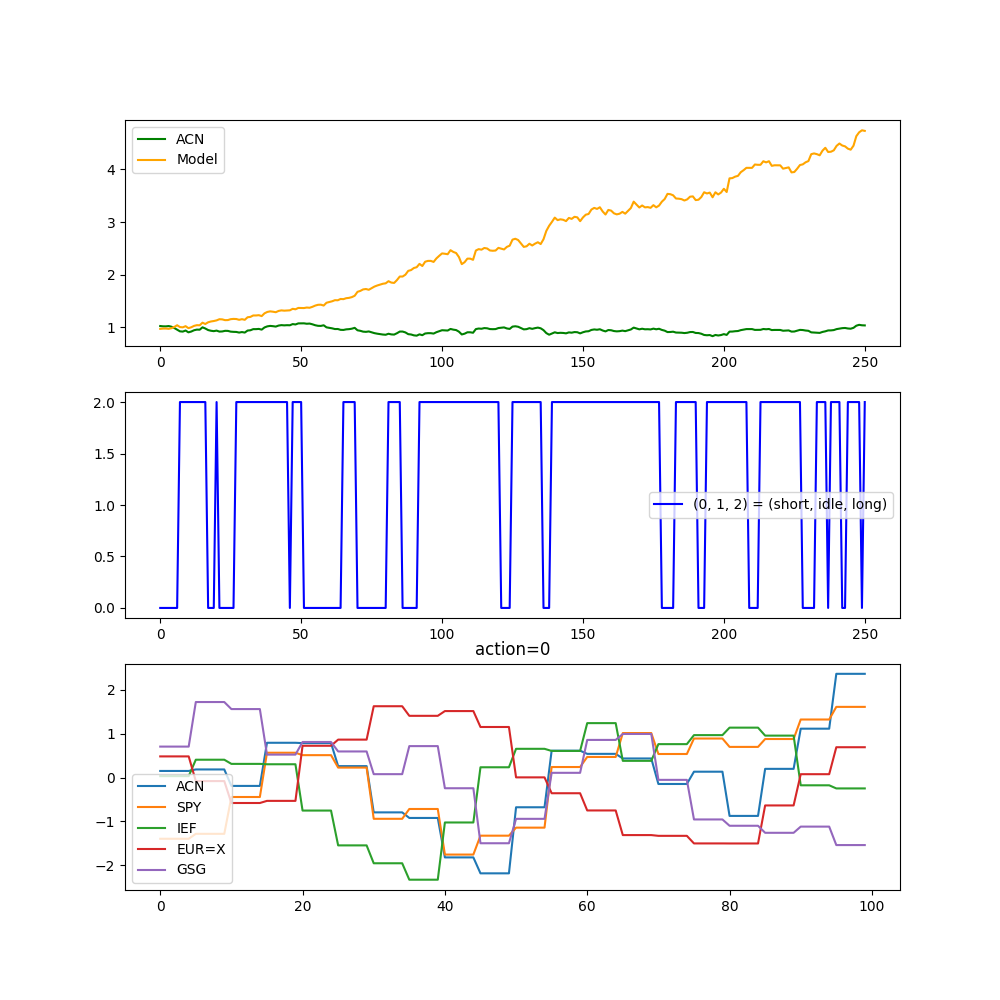 ACN
Model
4
3
2
1
0 50 100 150 200 250
2.0
1.5
1.0
0.5
0.0
(0, 1, 2) = (short, idle, long)
0 50 100 150 200 250
action=0
2
1
0
−1
−2
ACN
SPY
IEF
EUR=X
GSG
0 20 40 60 80 100